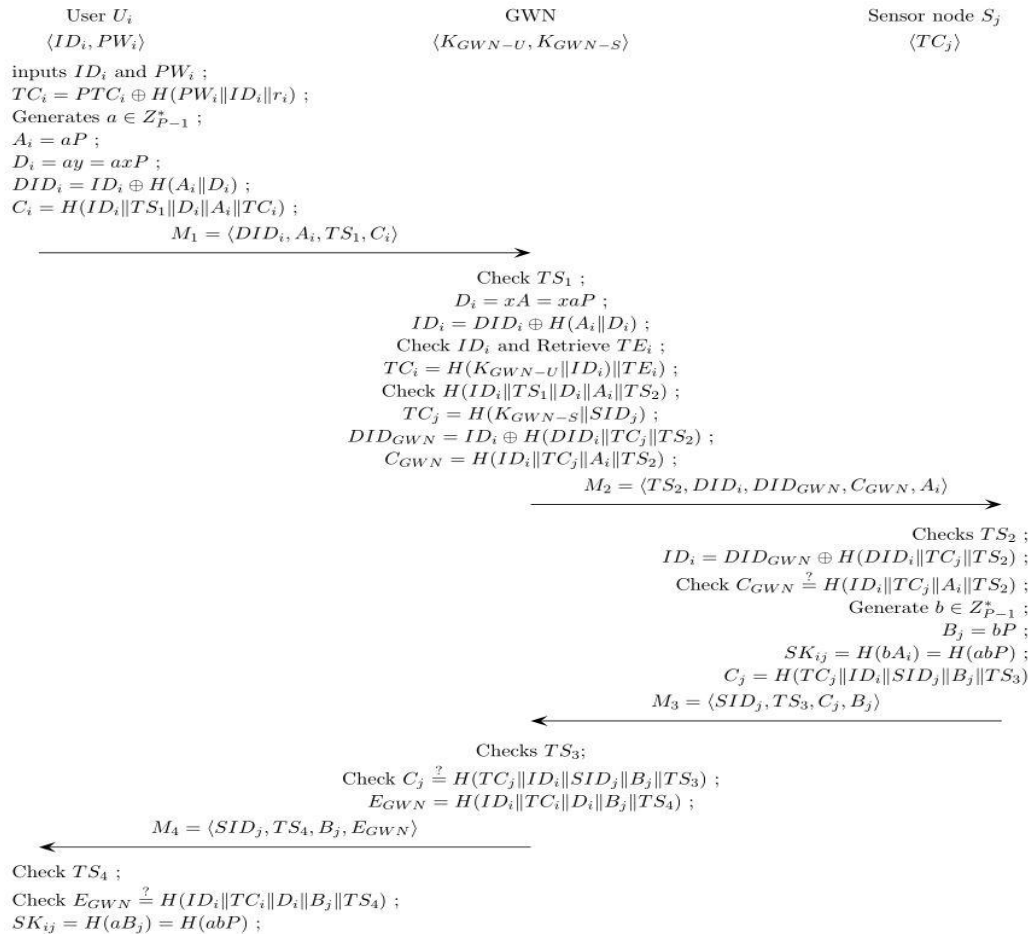 User U_i GWN Sensor node S_j
⟨ID_i, PW_i⟩ ⟨K_{GWN−U}, K_{GWN−S}⟩ ⟨TC_j⟩
inputs ID_i and PW_i ;
TC_i = PTC_i ⊕ H(PW_i‖ID_i‖r_i) ;
Generates a ∈ Z^*_{P−1} ;
A_i = aP ;
D_i = ay = axP ;
DID_i = ID_i ⊕ H(A_i‖D_i) ;
C_i = H(ID_i‖TS_1‖D_i‖A_i‖TC_i) ;
M_1 = ⟨DID_i, A_i, TS_1, C_i⟩
Check TS_1 ;
D_i = xA = xaP ;
ID_i = DID_i ⊕ H(A_i‖D_i) ;
Check ID_i and Retrieve TE_i ;
TC_i = H(K_{GWN−U}‖ID_i)‖TE_i) ;
Check H(ID_i‖TS_1‖D_i‖A_i‖TS_2) ;
TC_j = H(K_{GWN−S}‖SID_j) ;
DID_{GWN} = ID_i ⊕ H(DID_i‖TC_j‖TS_2) ;
C_{GWN} = H(ID_i‖TC_j‖A_i‖TS_2) ;
M_2 = ⟨TS_2, DID_i, DID_{GWN}, C_{GWN}, A_i⟩
Checks TS_2 ;
ID_i = DID_{GWN} ⊕ H(DID_i‖TC_j‖TS_2) ;
Check C_{GWN} ≟ H(ID_i‖TC_j‖A_i‖TS_2) ;
Generate b ∈ Z^*_{P−1} ;
B_j = bP ;
SK_{ij} = H(bA_i) = H(abP) ;
C_j = H(TC_j‖ID_i‖SID_j‖B_j‖TS_3)
M_3 = ⟨SID_j, TS_3, C_j, B_j⟩
Checks TS_3;
Check C_j ≟ H(TC_j‖ID_i‖SID_j‖B_j‖TS_3) ;
E_{GWN} = H(ID_i‖TC_i‖D_i‖B_j‖TS_4) ;
M_4 = ⟨SID_j, TS_4, B_j, E_{GWN}⟩
Check TS_4 ;
Check E_{GWN} ≟ H(ID_i‖TC_i‖D_i‖B_j‖TS_4) ;
SK_{ij} = H(aB_j) = H(abP) ;